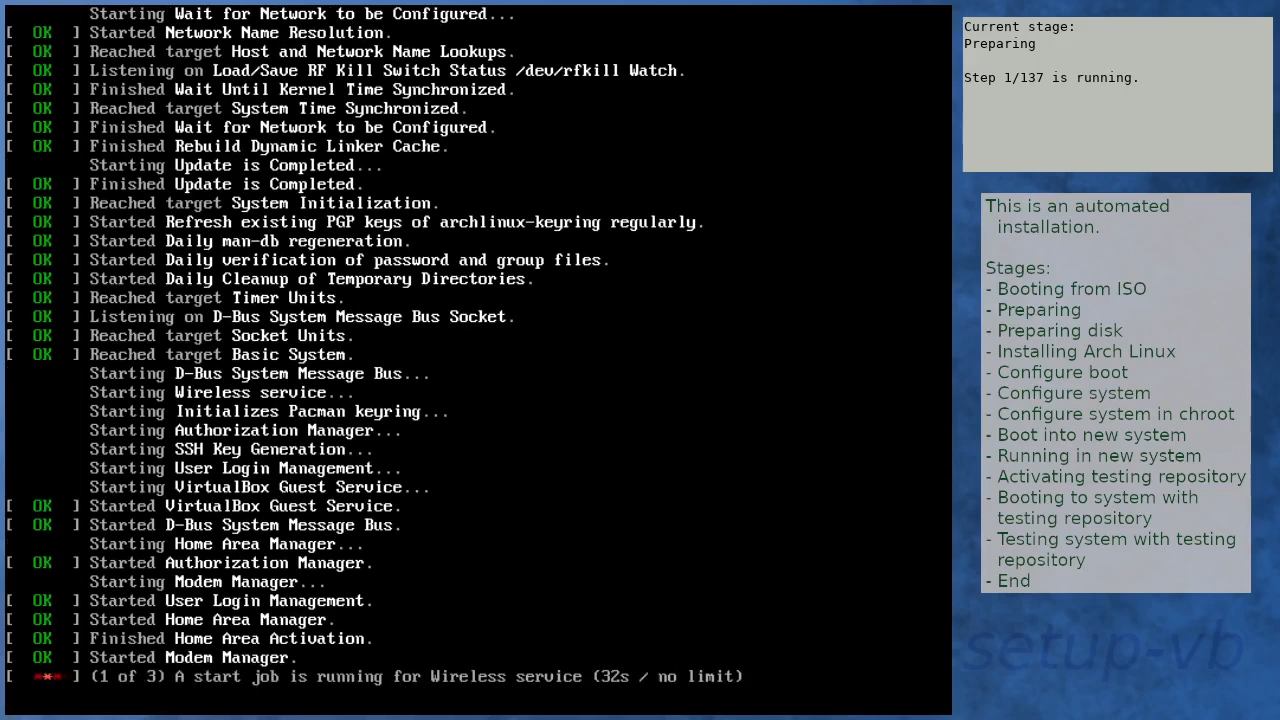 Starting Wait for Network to be Configured...
[  OK  ] Started Network Name Resolution.
[  OK  ] Reached target Host and Network Name Lookups.
[  OK  ] Listening on Load/Save RF Kill Switch Status /dev/rfkill Watch.
[  OK  ] Finished Wait Until Kernel Time Synchronized.
[  OK  ] Reached target System Time Synchronized.
[  OK  ] Finished Wait for Network to be Configured.
[  OK  ] Finished Rebuild Dynamic Linker Cache.
Starting Update is Completed...
[  OK  ] Finished Update is Completed.
[  OK  ] Reached target System Initialization.
[  OK  ] Started Refresh existing PGP keys of archlinux-keyring regularly.
[  OK  ] Started Daily man-db regeneration.
[  OK  ] Started Daily verification of password and group files.
[  OK  ] Started Daily Cleanup of Temporary Directories.
[  OK  ] Reached target Timer Units.
[  OK  ] Listening on D-Bus System Message Bus Socket.
[  OK  ] Reached target Socket Units.
[  OK  ] Reached target Basic System.
Starting D-Bus System Message Bus...
Starting Wireless service...
Starting Initializes Pacman keyring...
Starting Authorization Manager...
Starting SSH Key Generation...
Starting User Login Management...
Starting VirtualBox Guest Service...
[  OK  ] Started VirtualBox Guest Service.
[  OK  ] Started D-Bus System Message Bus.
Starting Home Area Manager...
[  OK  ] Started Authorization Manager.
Starting Modem Manager...
[  OK  ] Started User Login Management.
[  OK  ] Started Home Area Manager.
[  OK  ] Finished Home Area Activation.
[  OK  ] Started Modem Manager.
[  ***  ] (1 of 3) A start job is running for Wireless service (32s / no limit)
Current stage:
Preparing
Step 1/137 is running.
This is an automated
installation.
Stages:
- Booting from ISO
- Preparing
- Preparing disk
- Installing Arch Linux
- Configure boot
- Configure system
- Configure system in chroot
- Boot into new system
- Running in new system
- Activating testing repository
- Booting to system with
testing repository
- Testing system with testing
repository
- End
setup-vb